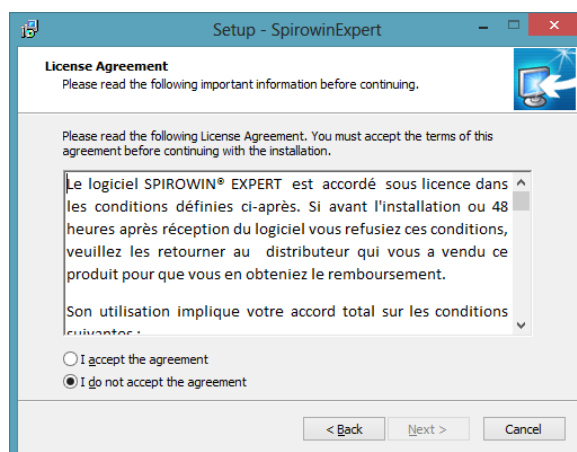 Setup - SpirowinExpert
License Agreement
Please read the following important information before continuing.
Please read the following License Agreement. You must accept the terms of this
agreement before continuing with the installation.
Le logiciel SPIROWIN® EXPERT est accordé sous licence dans
les conditions définies ci-après. Si avant l'installation ou 48
heures après réception du logiciel vous refusiez ces conditions,
veuillez les retourner au distributeur qui vous a vendu ce
produit pour que vous en obteniez le remboursement.
Son utilisation implique votre accord total sur les conditions
suivantes :
I accept the agreement
I do not accept the agreement
< Back
Next >
Cancel